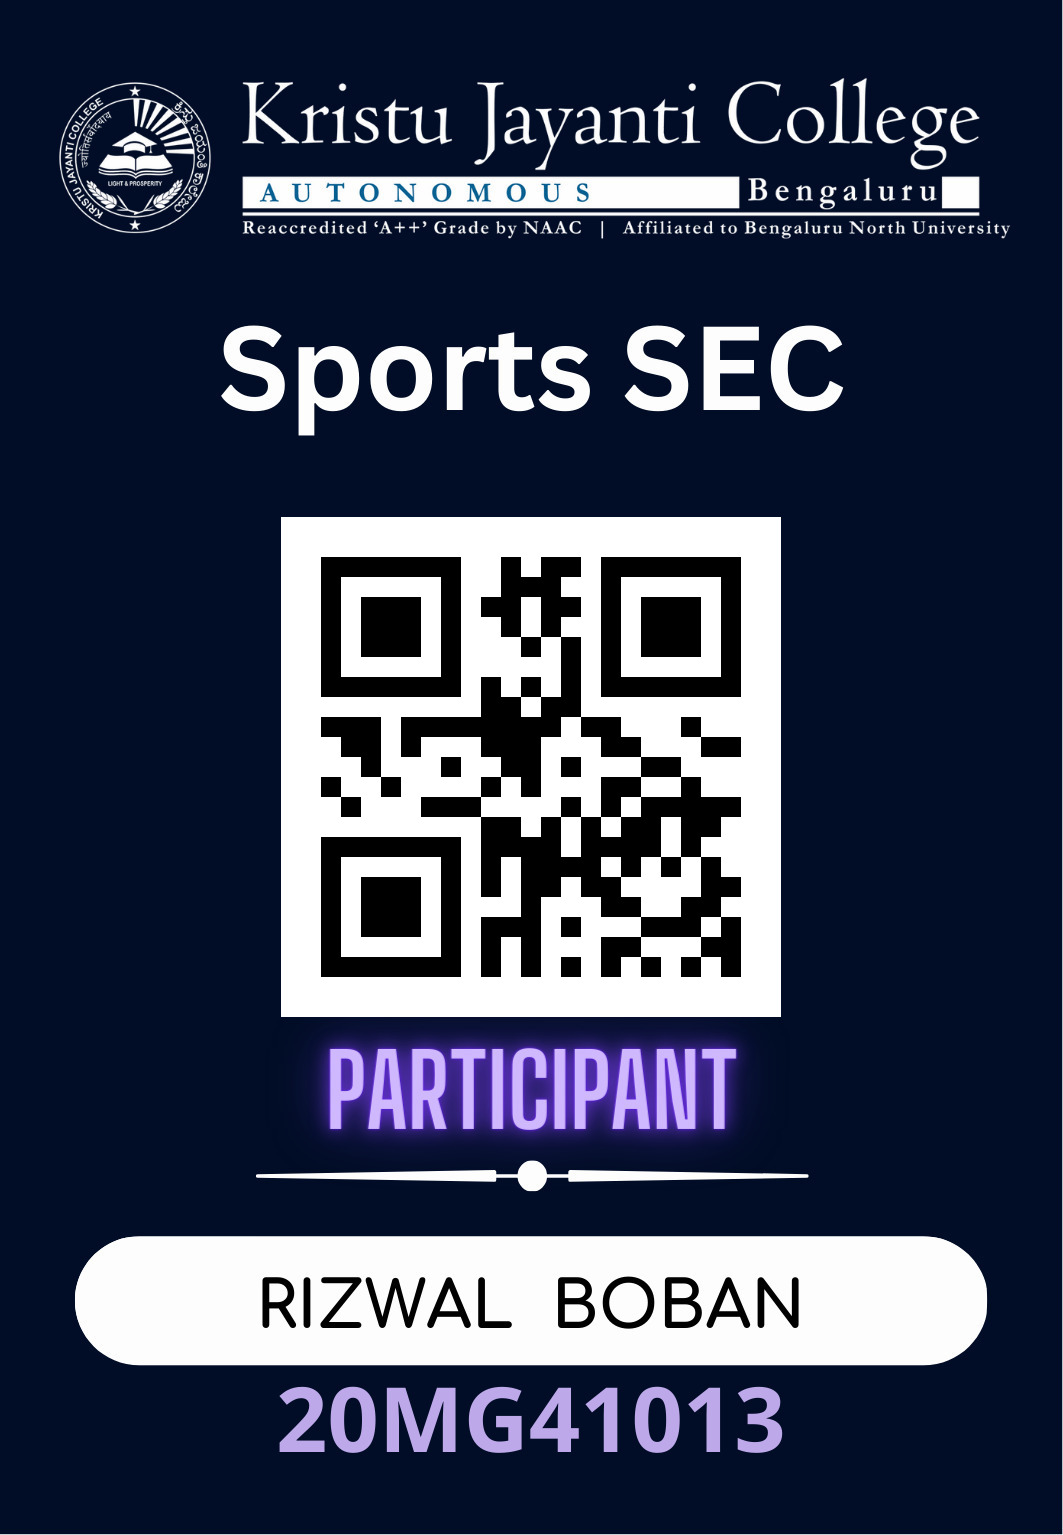 KRISTU JAYANTI COLLEGE
LIGHT & PROSPERITY
Kristu Jayanti College
AUTONOMOUS Bengaluru
Reaccredited ‘A++’ Grade by NAAC | Affiliated to Bengaluru North University
Sports SEC
PARTICIPANT
RIZWAL BOBAN
20MG41013